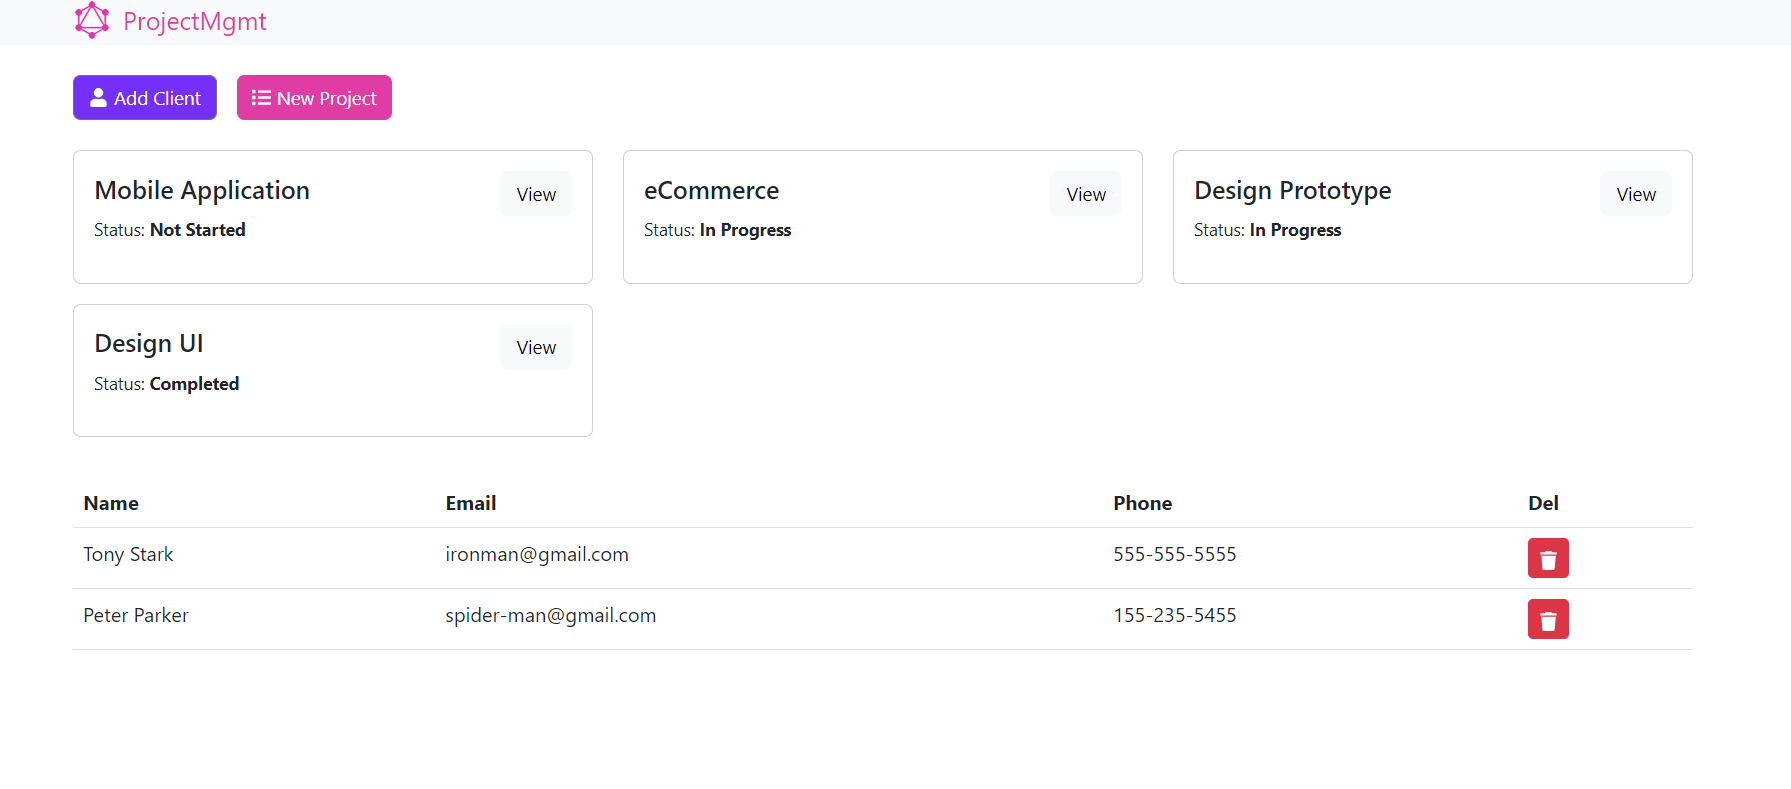 ProjectMgmt
Add Client New Project
Mobile Application View
Status: Not Started
eCommerce View
Status: In Progress
Design Prototype View
Status: In Progress
Design UI View
Status: Completed
Name Email Phone Del
Tony Stark ironman@gmail.com 555-555-5555
Peter Parker spider-man@gmail.com 155-235-5455